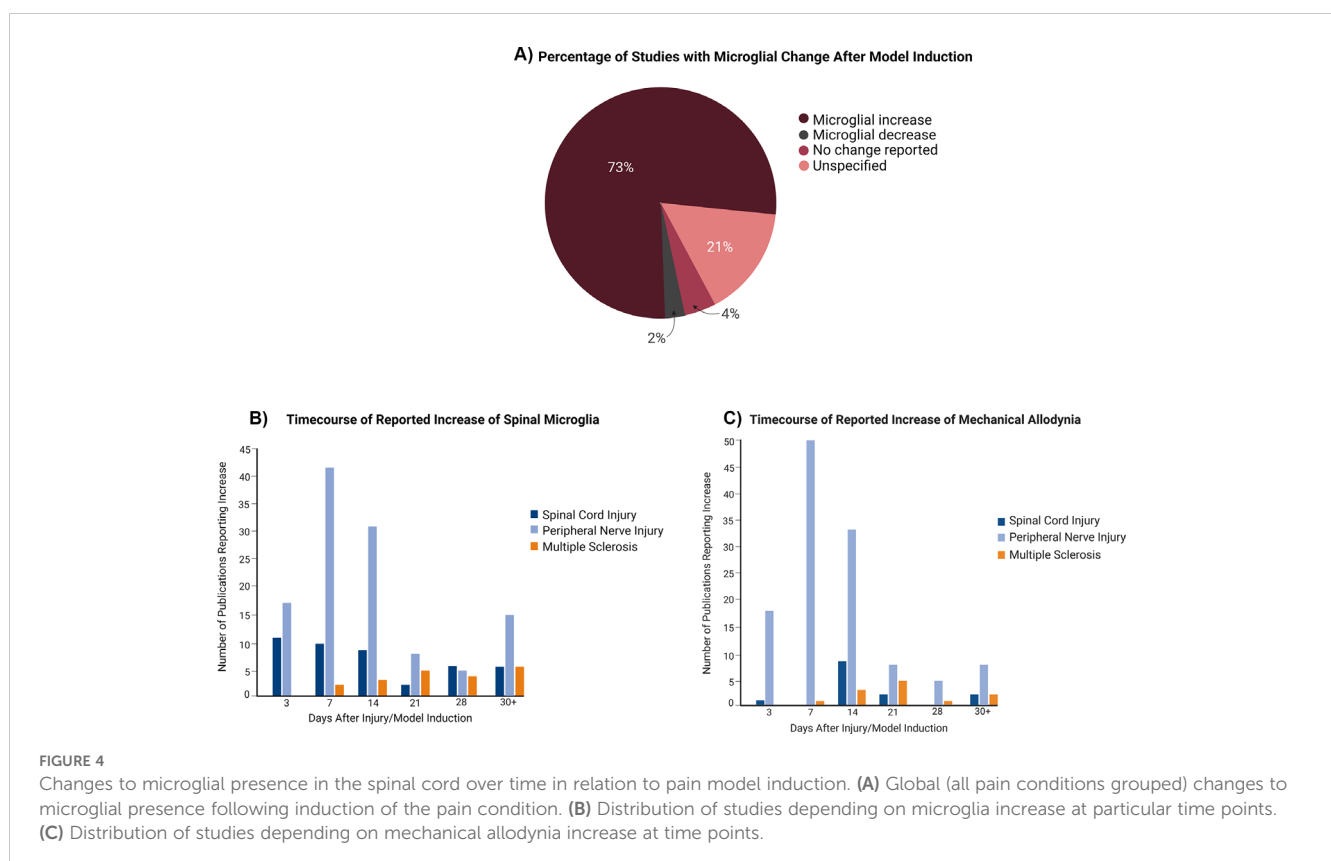 A) Percentage of Studies with Microglial Change After Model Induction
Microglial increase
Microglial decrease
No change reported
Unspecified
73%
21%
4%
2%
B) Timecourse of Reported Increase of Spinal Microglia
Number of Publications Reporting Increase
45
40
35
30
25
20
15
10
5
0
Spinal Cord Injury
Peripheral Nerve Injury
Multiple Sclerosis
3 7 14 21 28 30+
Days After Injury/Model Induction
C) Timecourse of Reported Increase of Mechanical Allodynia
Number of Publications Reporting Increase
50
45
40
35
30
25
20
15
10
5
0
Spinal Cord Injury
Peripheral Nerve Injury
Multiple Sclerosis
3 7 14 21 28 30+
Days After Injury/Model Induction
FIGURE 4
Changes to microglial presence in the spinal cord over time in relation to pain model induction. (A) Global (all pain conditions grouped) changes to
microglial presence following induction of the pain condition. (B) Distribution of studies depending on microglia increase at particular time points.
(C) Distribution of studies depending on mechanical allodynia increase at time points.